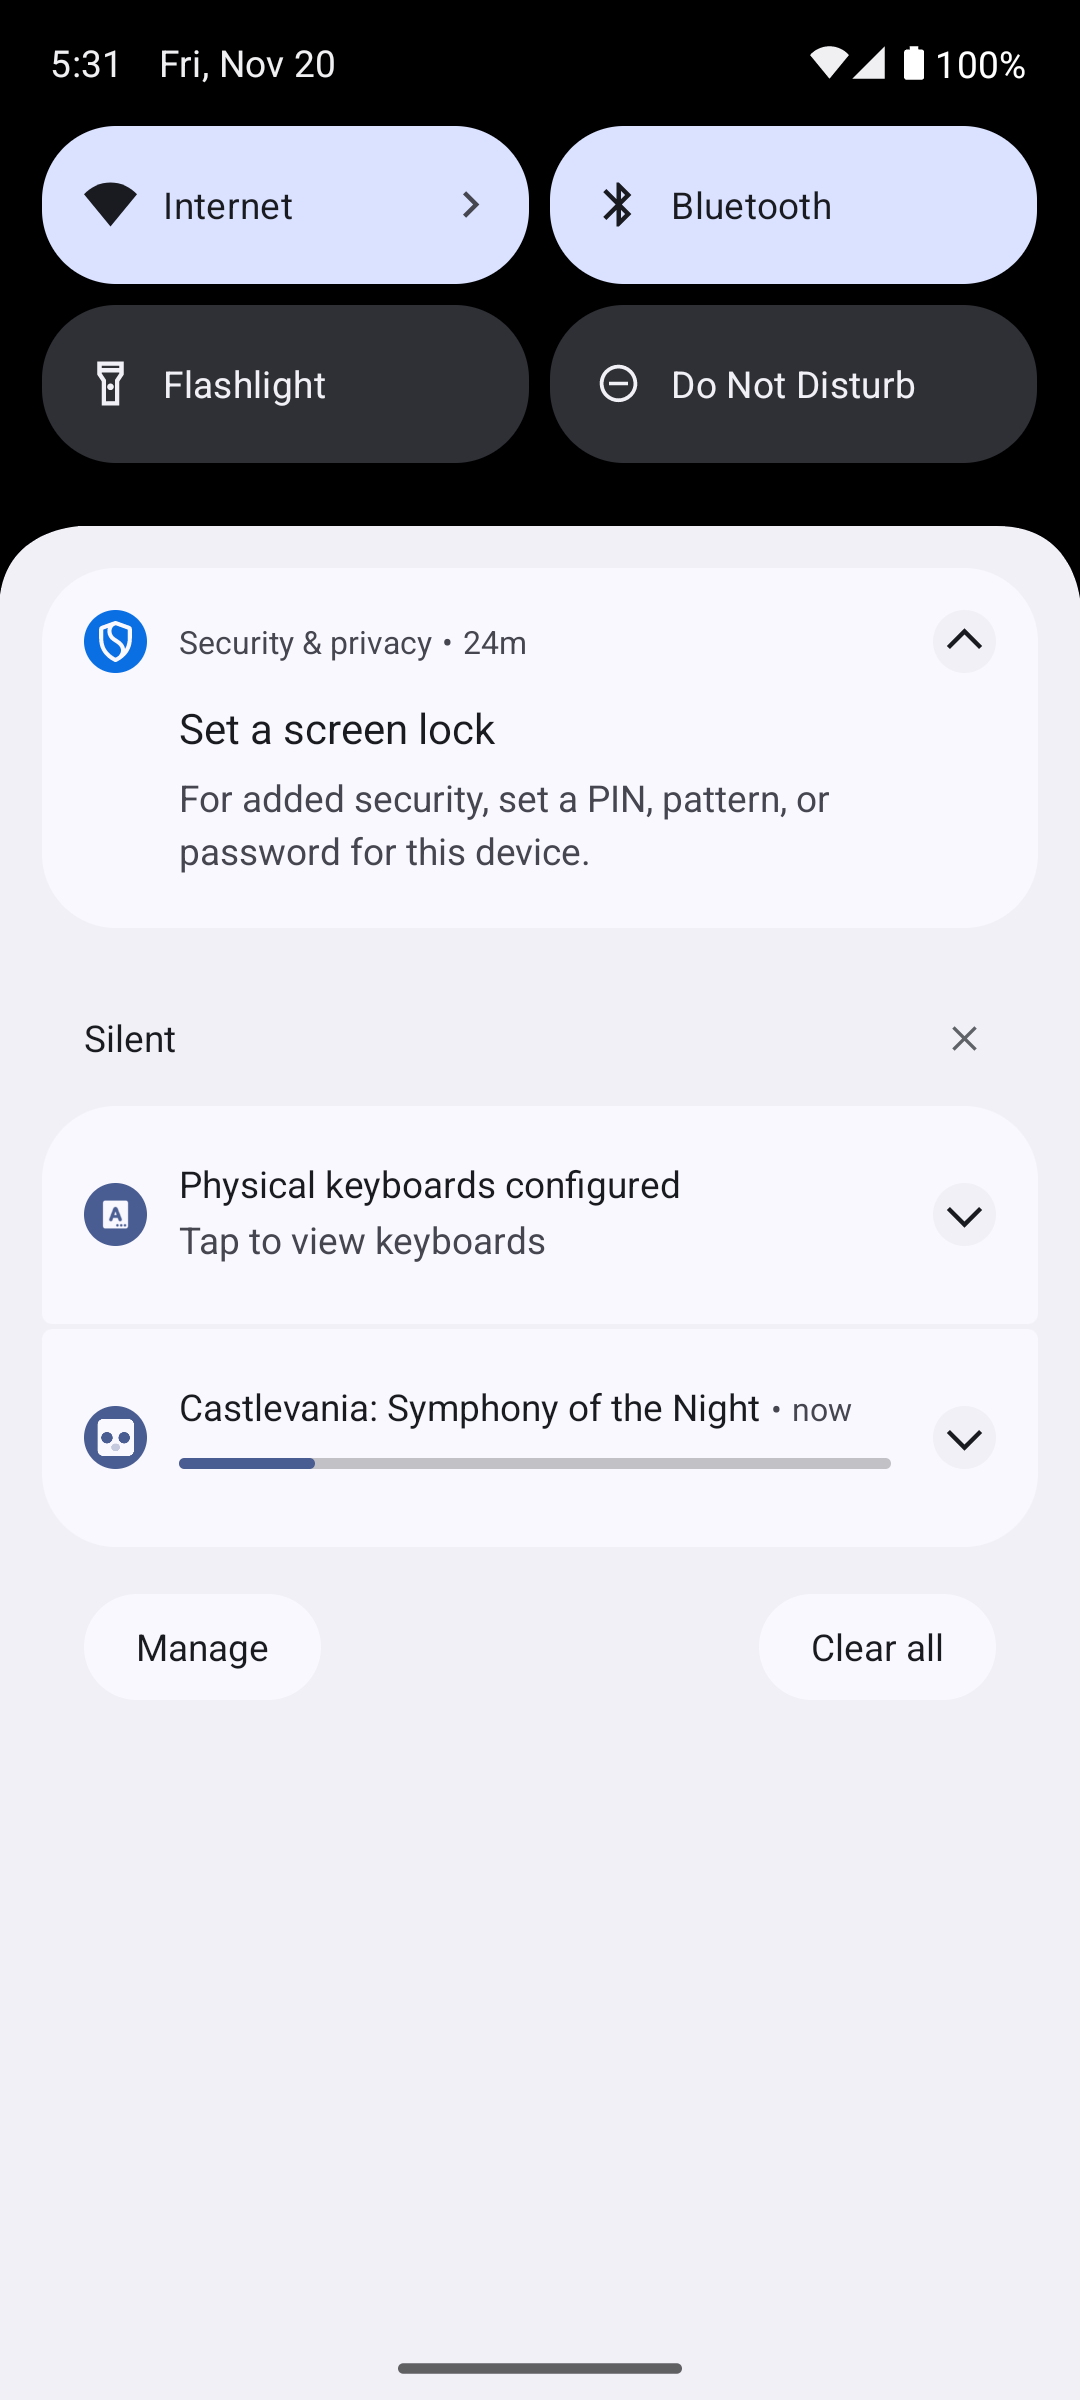 5:31 Fri, Nov 20 100%
Internet Bluetooth
Flashlight Do Not Disturb
Security & privacy • 24m
Set a screen lock
For added security, set a PIN, pattern, or
password for this device.
Silent
Physical keyboards configured
Tap to view keyboards
Castlevania: Symphony of the Night • now
Manage Clear all